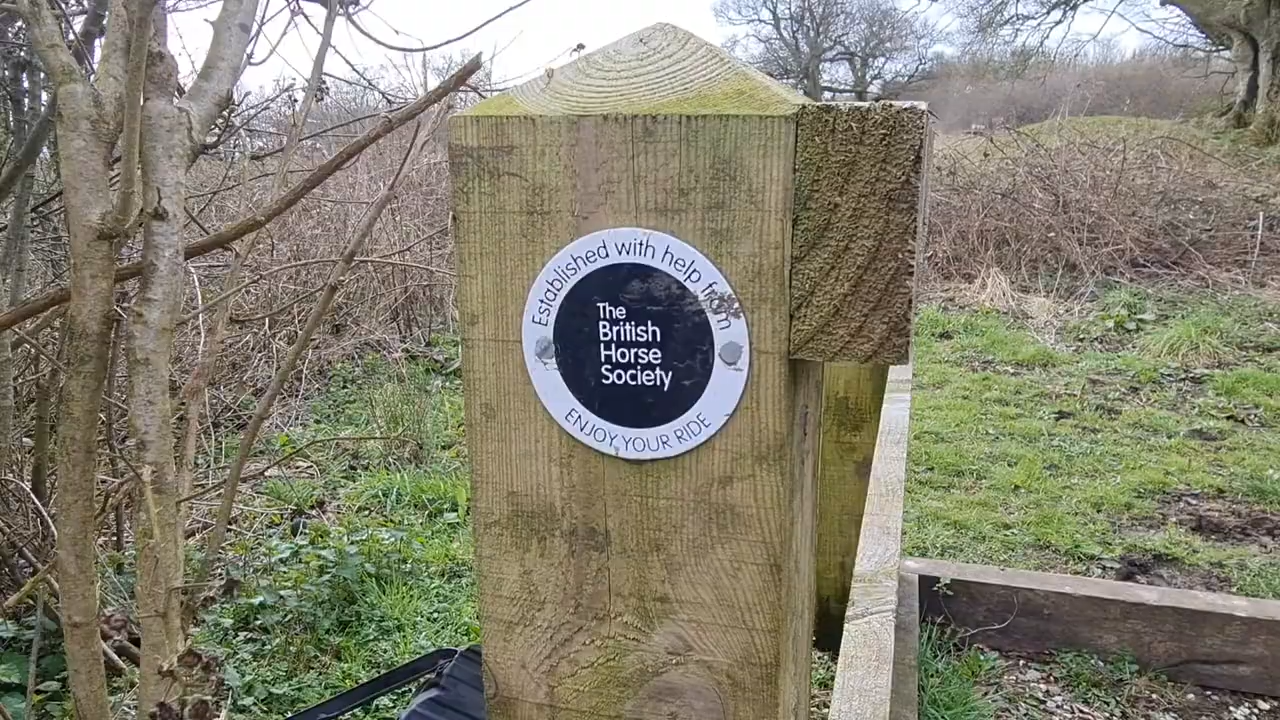 Established with help from
The
British
Horse
Society
ENJOY YOUR RIDE